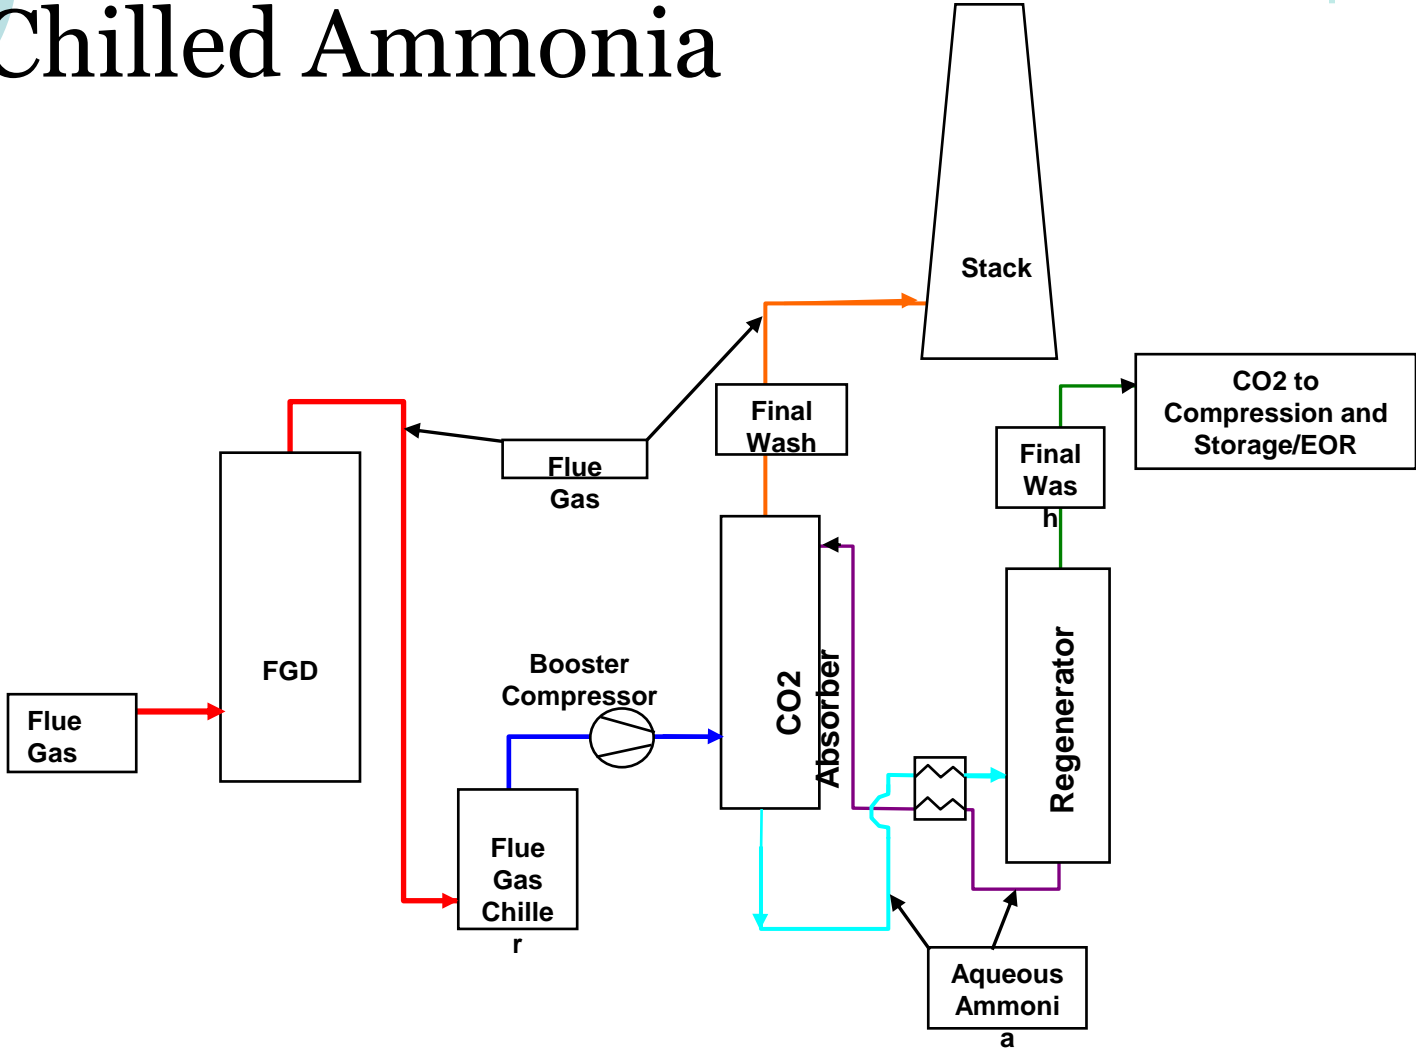 Chilled Ammonia
Stack
CO2 to
Compression and
Storage/EOR
Final
Wash
Final
Was
h
Flue
Gas
FGD
Booster
Compressor
CO2
Absorber
Regenerator
Flue
Gas
Flue
Gas
Chille
r
Aqueous
Ammoni
a